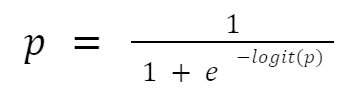 p = 1 / 1 + e^{-logit(p)}